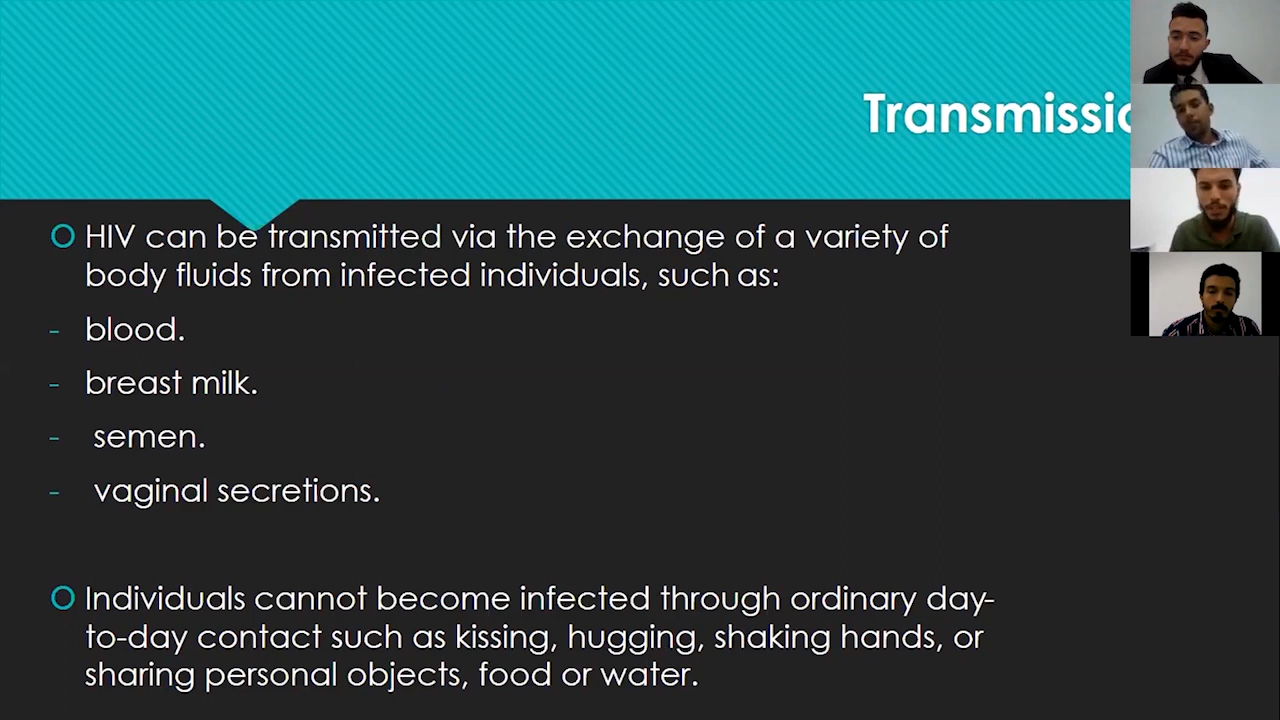 Transmissio
HIV can be transmitted via the exchange of a variety of
body fluids from infected individuals, such as:
- blood.
- breast milk.
- semen.
- vaginal secretions.
Individuals cannot become infected through ordinary day-
to-day contact such as kissing, hugging, shaking hands, or
sharing personal objects, food or water.